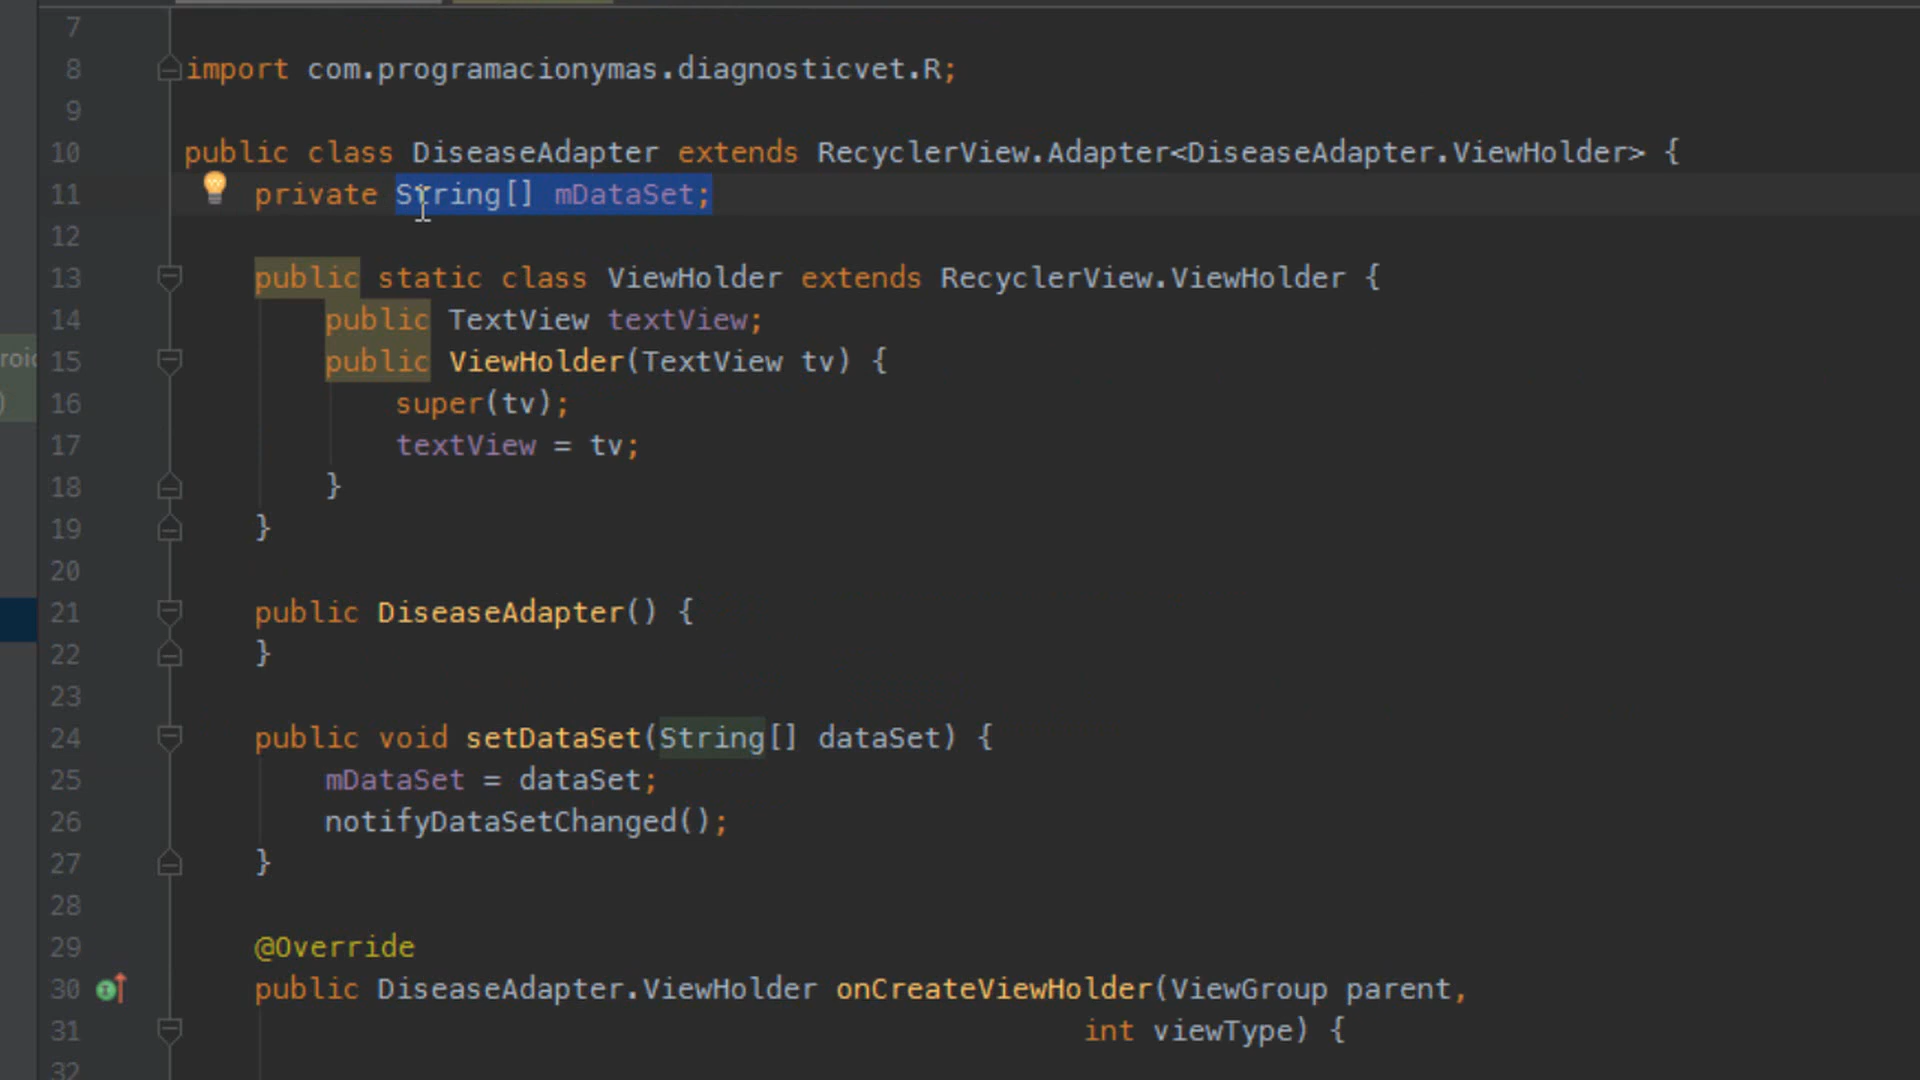 7
8 import com.programacionymas.diagnosticvet.R;
9
10 public class DiseaseAdapter extends RecyclerView.Adapter<DiseaseAdapter.ViewHolder> {
11 private String[] mDataSet;
12
13 public static class ViewHolder extends RecyclerView.ViewHolder {
14 public TextView textView;
15 public ViewHolder(TextView tv) {
16 super(tv);
17 textView = tv;
18 }
19 }
20
21 public DiseaseAdapter() {
22 }
23
24 public void setDataSet(String[] dataSet) {
25 mDataSet = dataSet;
26 notifyDataSetChanged();
27 }
28
29 @Override
30 public DiseaseAdapter.ViewHolder onCreateViewHolder(ViewGroup parent,
31 int viewType) {
32